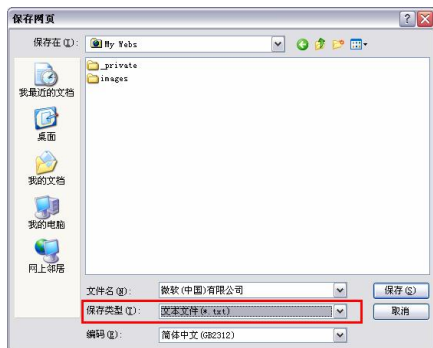 保存网页
保存在(I):
My Webs
_private
images
我最近的文档
桌面
我的文档
我的电脑
网上邻居
文件名(N):
微软(中国)有限公司
保存(S)
保存类型(T):
文本文件(*.txt)
取消
编码(E):
简体中文(GB2312)